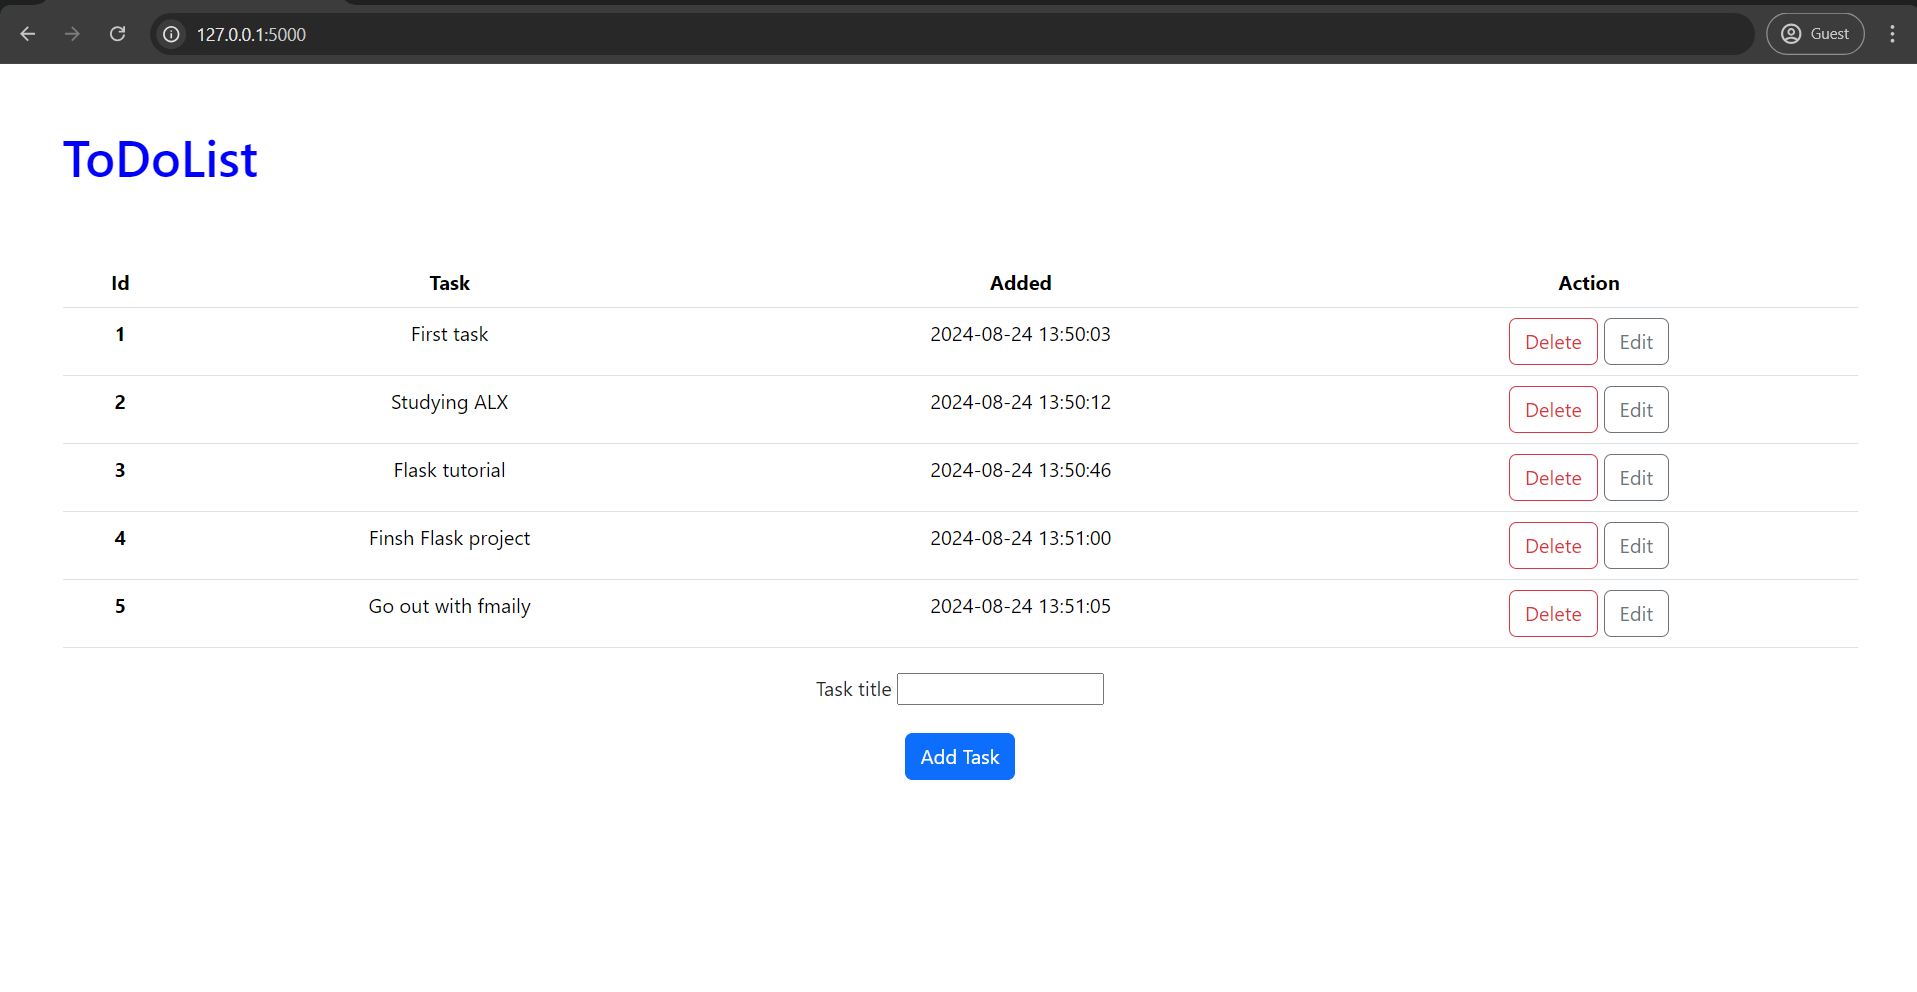 127.0.0.1:5000 Guest
ToDoList
Id Task Added Action
1 First task 2024-08-24 13:50:03 Delete Edit
2 Studying ALX 2024-08-24 13:50:12 Delete Edit
3 Flask tutorial 2024-08-24 13:50:46 Delete Edit
4 Finsh Flask project 2024-08-24 13:51:00 Delete Edit
5 Go out with fmaily 2024-08-24 13:51:05 Delete Edit
Task title
Add Task